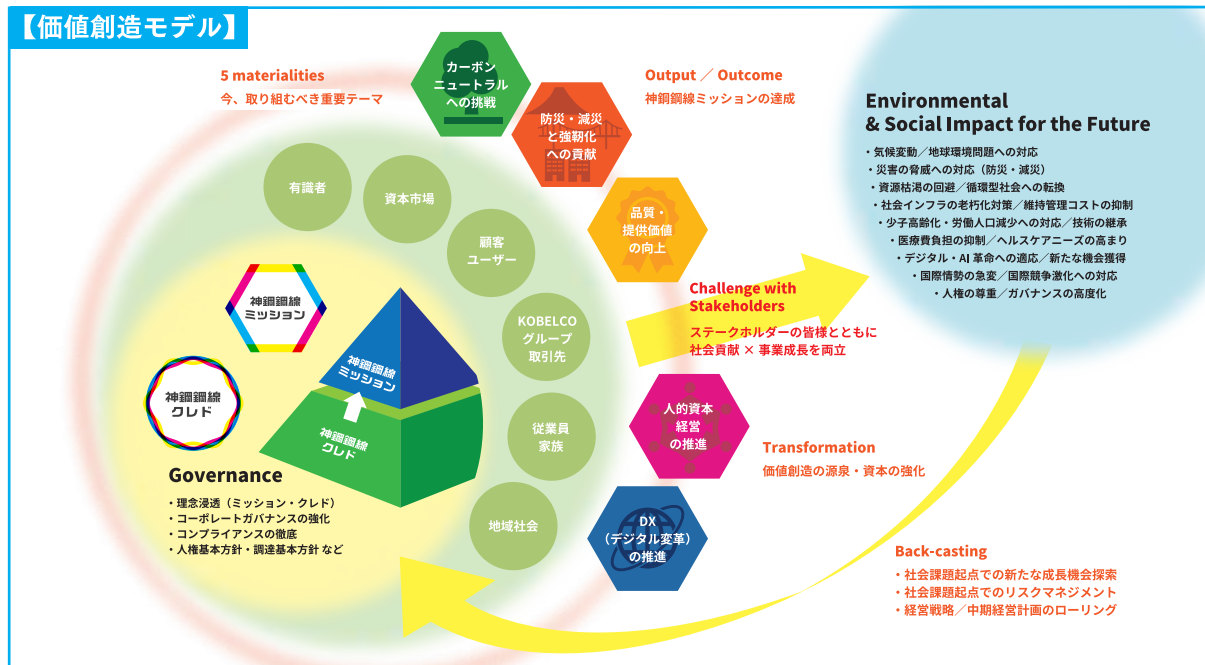 【価値創造モデル】
5 materialities
今、取り組むべき重要テーマ
カーボン
ニュートラル
への挑戦
防災・減災
と強靭化
への貢献
Output ／ Outcome
神鋼鋼線ミッションの達成
品質・
提供価値
の向上
有識者
資本市場
顧客
ユーザー
KOBELCO
グループ
取引先
従業員
家族
地域社会
神鋼鋼線
ミッション
神鋼鋼線
クレド
神鋼鋼線
ミッション
神鋼鋼線
クレド
Governance
・理念浸透（ミッション・クレド）
・コーポレートガバナンスの強化
・コンプライアンスの徹底
・人権基本方針・調達基本方針 など
Challenge with
Stakeholders
ステークホルダーの皆様とともに
社会貢献 × 事業成長を両立
人的資本
経営
の推進
DX
（デジタル変革）
の推進
Transformation
価値創造の源泉・資本の強化
Environmental
& Social Impact for the Future
・気候変動／地球環境問題への対応
・災害の脅威への対応（防災・減災）
・資源枯渇の回避／循環型社会への転換
・社会インフラの老朽化対策／維持管理コストの抑制
・少子高齢化・労働人口減少への対応／技術の継承
・医療費負担の抑制／ヘルスケアニーズの高まり
・デジタル・AI 革命への適応／新たな機会獲得
・国際情勢の急変／国際競争激化への対応
・人権の尊重／ガバナンスの高度化
Back-casting
・社会課題起点での新たな成長機会探索
・社会課題起点でのリスクマネジメント
・経営戦略／中期経営計画のローリング